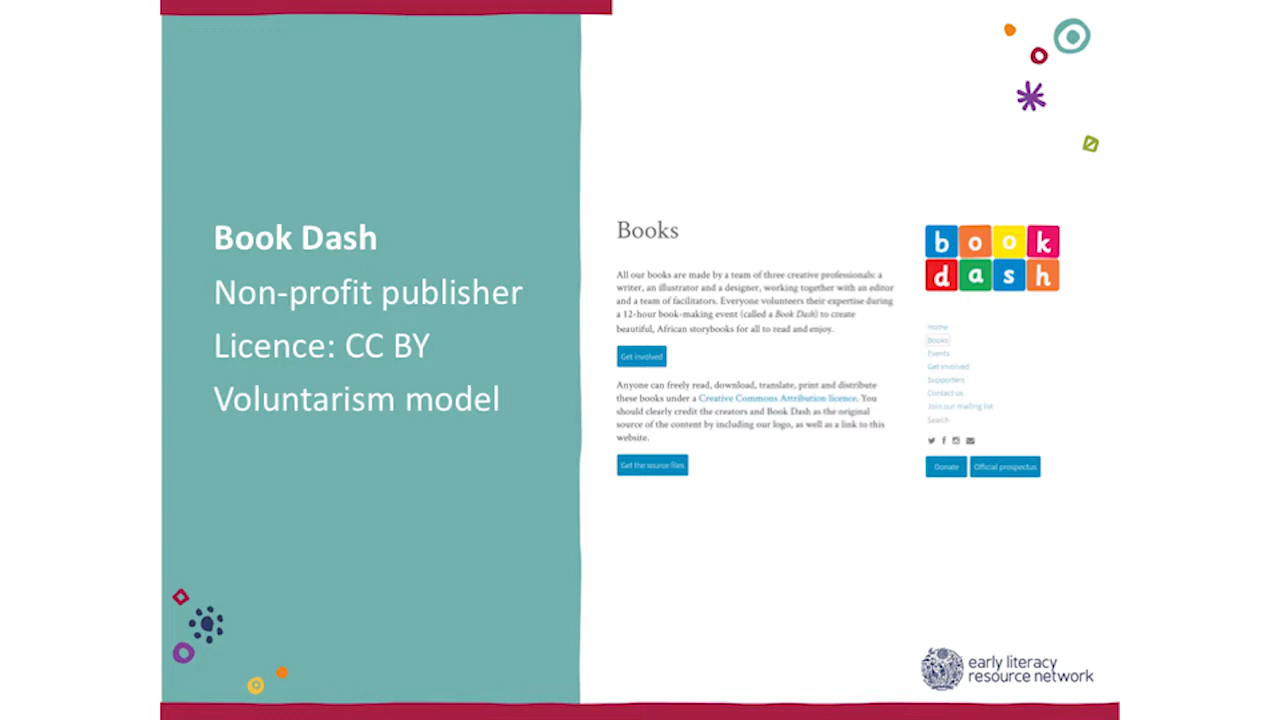 Book Dash
Non-profit publisher
Licence: CC BY
Voluntarism model
Books
All our books are made by a team of three creative professionals: a
writer, an illustrator and a designer, working together with an editor
and a team of facilitators. Everyone volunteers their expertise during
a 12-hour book-making event (called a Book Dash) to create
beautiful, African storybooks for all to read and enjoy.
Get involved
Anyone can freely read, download, translate, print and distribute
these books under a Creative Commons Attribution licence. You
should clearly credit the creators and Book Dash as the original
source of the content by including our logo, as well as a link to this
website.
Get the source files
book
dash
Home
Books
Events
Get involved
Supporters
Contact us
Join our mailing list
Search
Donate
Official prospectus
early literacy
resource network